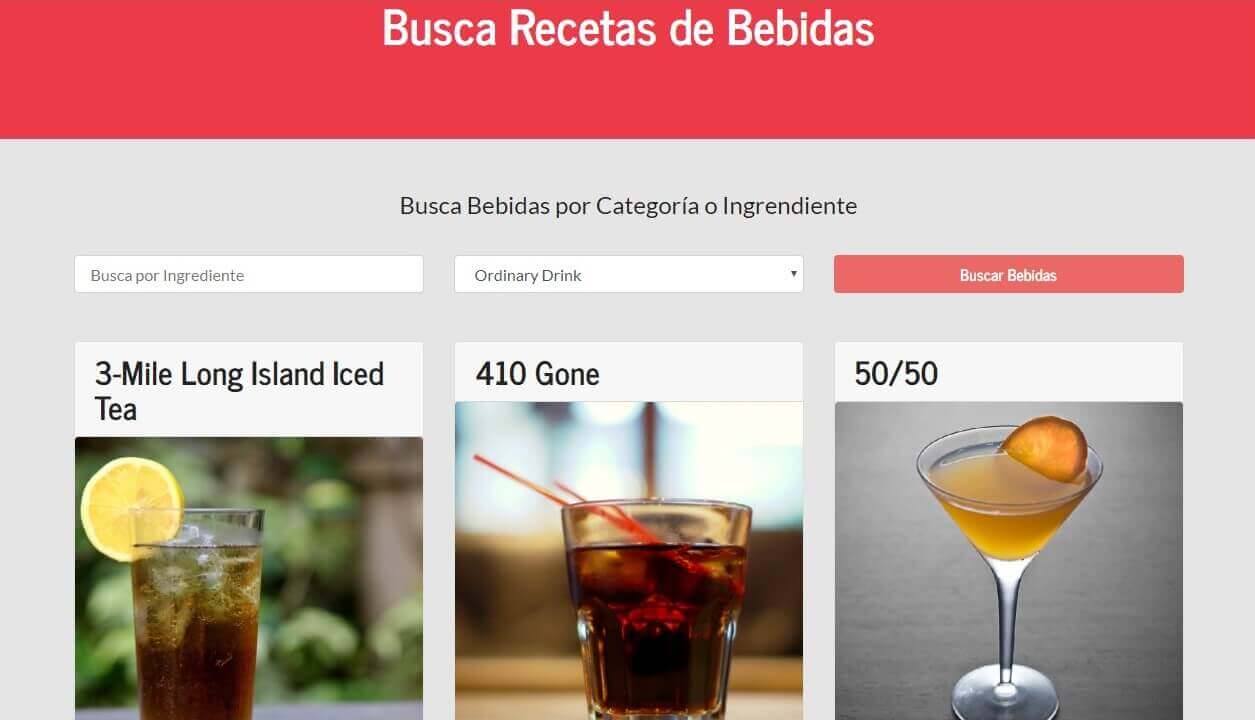 Busca Recetas de Bebidas
Busca Bebidas por Categoría o Ingrendiente
Busca por Ingrediente
Ordinary Drink
Buscar Bebidas
3-Mile Long Island Iced
Tea
410 Gone
50/50